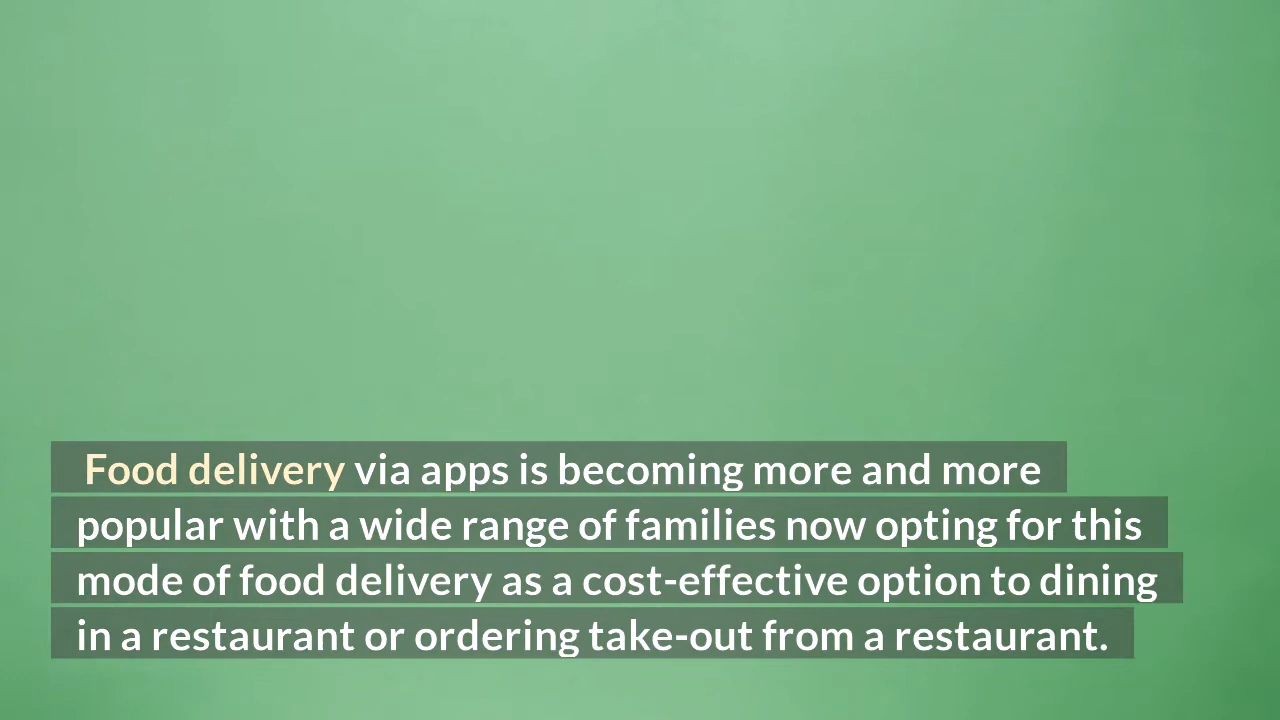 Food delivery via apps is becoming more and more
popular with a wide range of families now opting for this
mode of food delivery as a cost-effective option to dining
in a restaurant or ordering take-out from a restaurant.